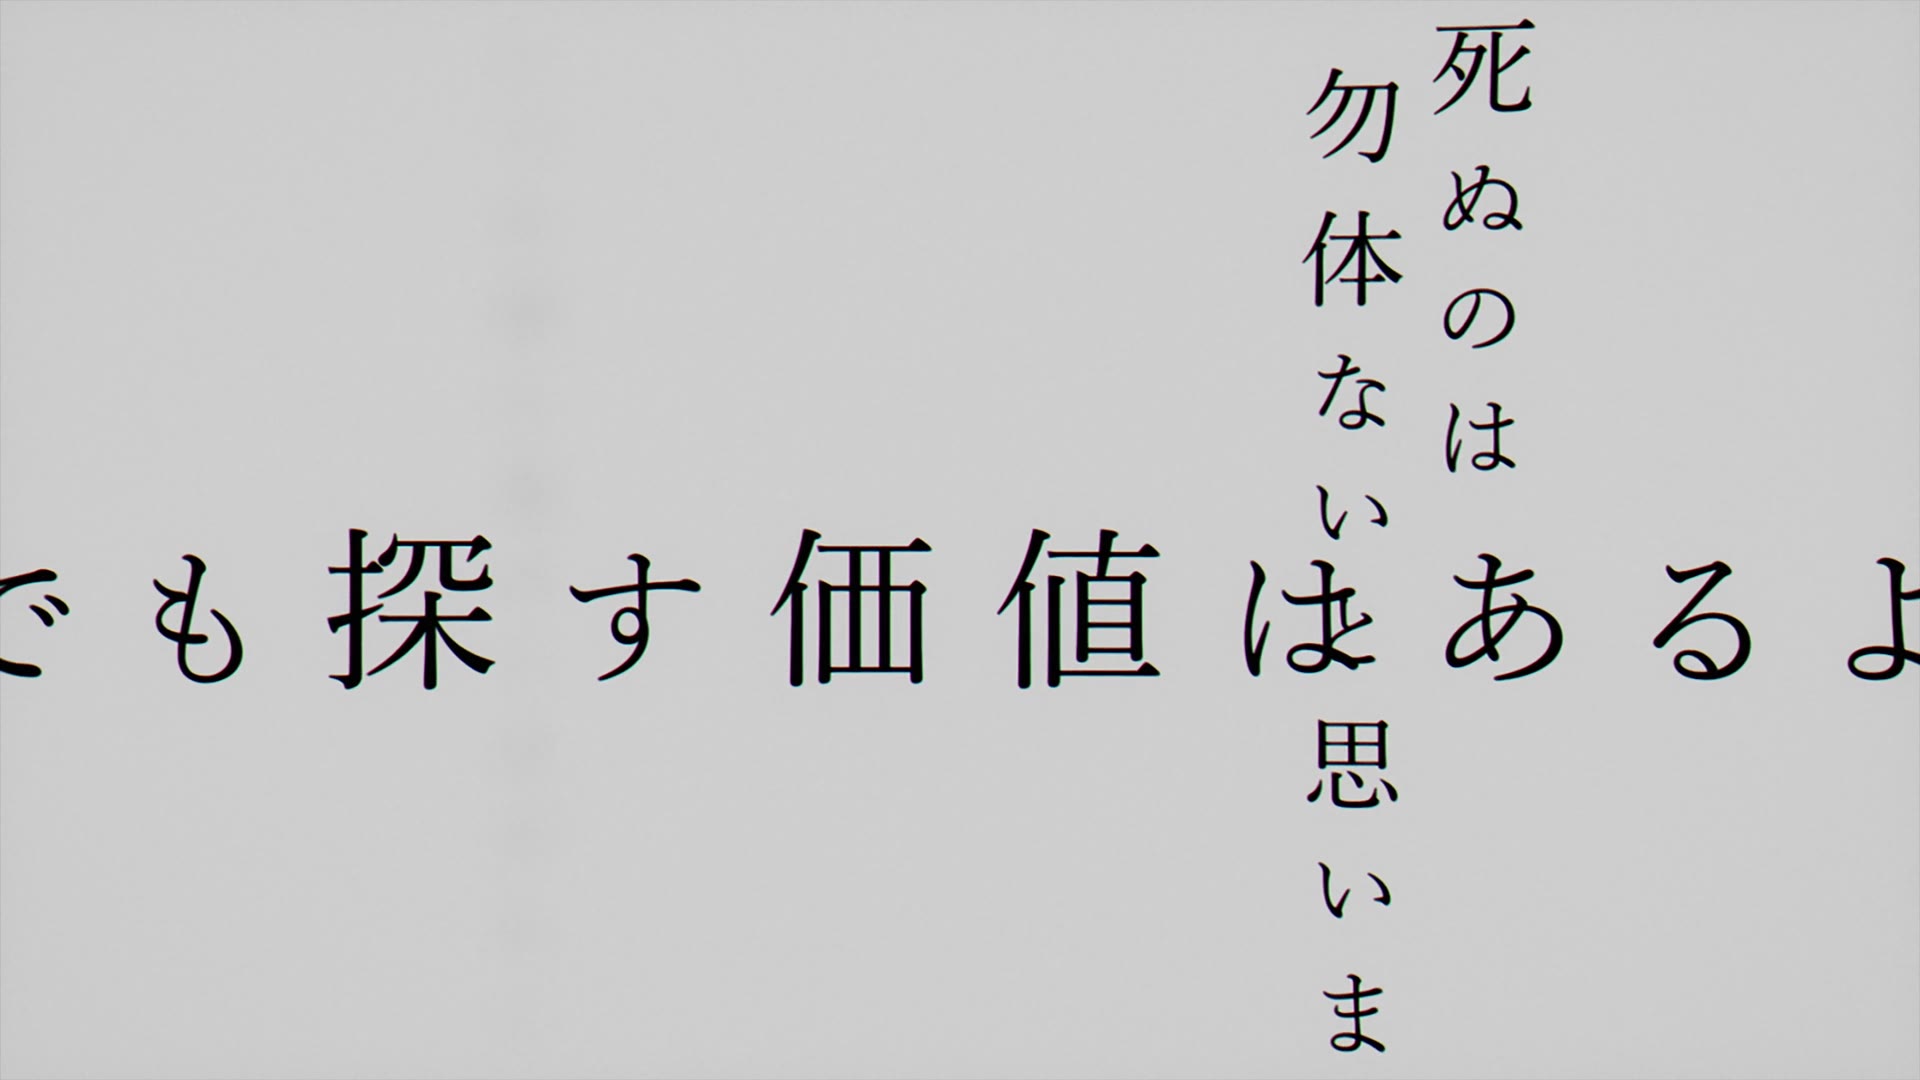 死ぬのは
勿体ないと思いま
でも探す価値はあるよ